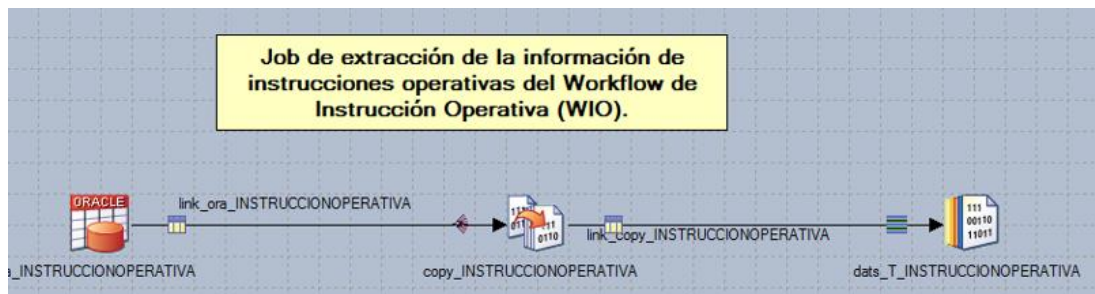 Job de extracción de la información de
instrucciones operativas del Workflow de
Instrucción Operativa (WIO).
ORACLE
link_ora_INSTRUCCIONOPERATIVA
link_copy_INSTRUCCIONOPERATIVA
a_INSTRUCCIONOPERATIVA
copy_INSTRUCCIONOPERATIVA
dats_T_INSTRUCCIONOPERATIVA